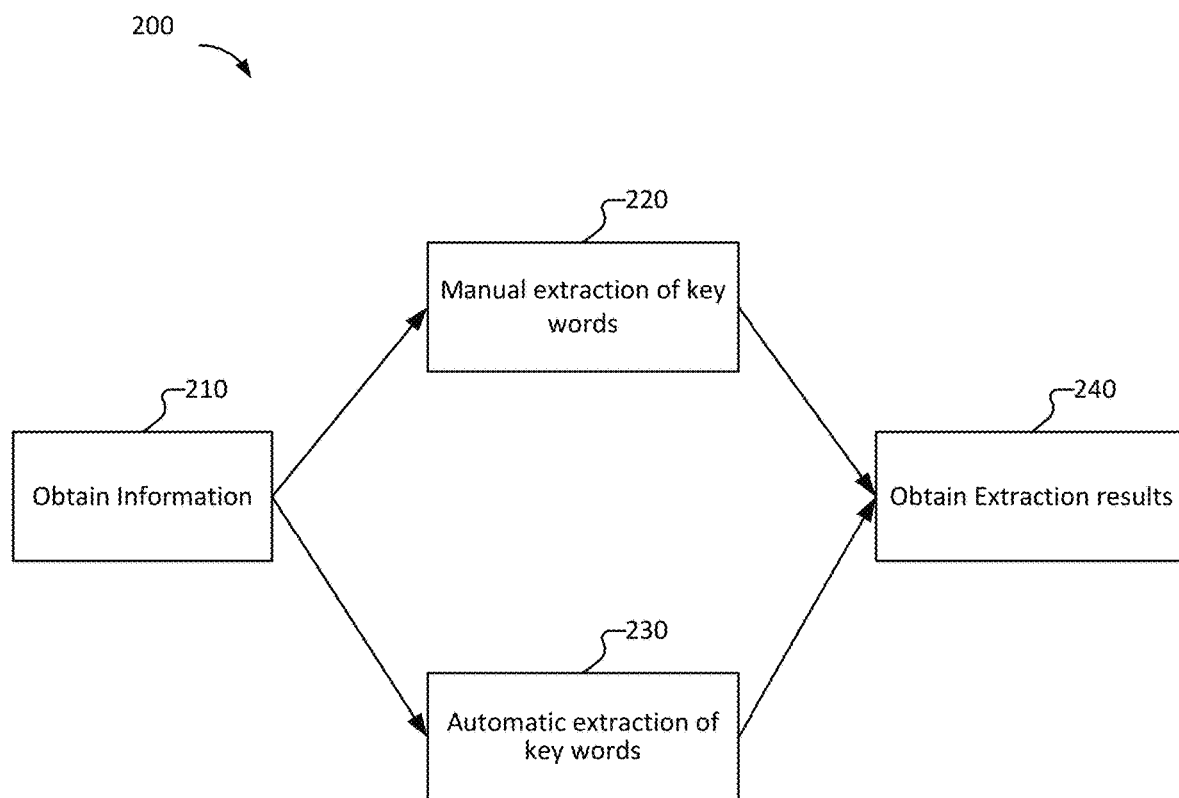 200
220
Manual extraction of key
words
210
Obtain Information
240
Obtain Extraction results
230
Automatic extraction of
key words